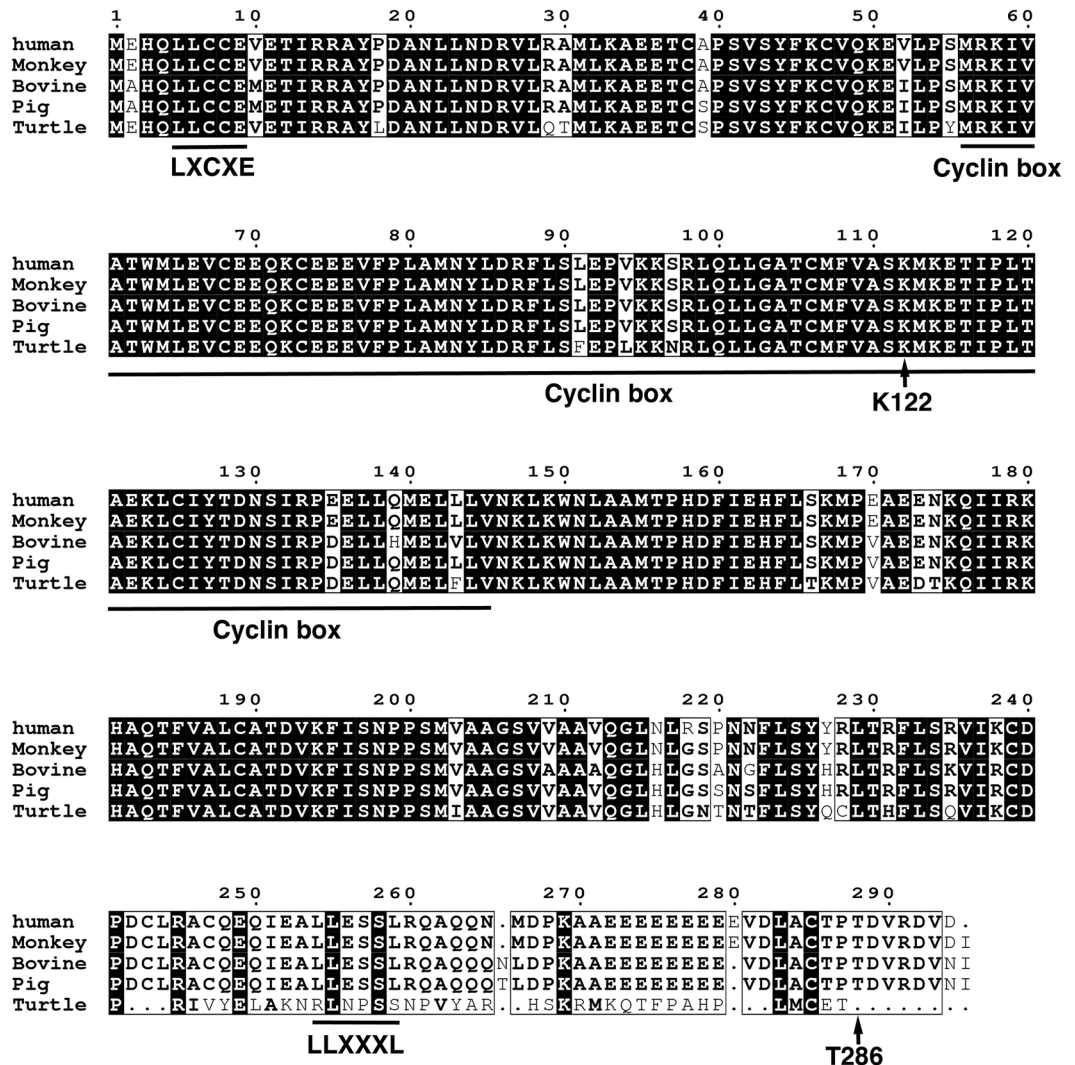 1 10 20 30 40 50 60
human MEHQLLCCEVETIRRAYPDANLLNDRVLRAMLKAEETCAPSVSYFKCVQKEVLPSMRKIV
Monkey MEHQLLCCEVETIRRAYPDANLLNDRVLRAMLKAEETCAPSVSYFKCVQKEVLPSMRKIV
Bovine MAHQLLCCEMETIRRAYPDANLLNDRVLRAMLKAEETCAPSVSYFKCVQKEILPSMRKIV
Pig MAHQLLCCEMETIRRAYPDANLLNDRVLRAMLKAEETCSPSVSYFKCVQKEILPSMRKIV
Turtle MEHQLLCCEVETIRRAYLDANLLNDRVLQTMLKAEETCSPSVSYFKCVQKEILPYMRKIV
LXCXE Cyclin box
70 80 90 100 110 120
human ATWMLEVCEEQKCEEEVFPLAMNYLDRFLSLEPVKKSRLQLLGATCMFVASKMKETIPLT
Monkey ATWMLEVCEEQKCEEEVFPLAMNYLDRFLSLEPVKKSRLQLLGATCMFVASKMKETIPLT
Bovine ATWMLEVCEEQKCEEEVFPLAMNYLDRFLSLEPVKKSRLQLLGATCMFVASKMKETIPLT
Pig ATWMLEVCEEQKCEEEVFPLAMNYLDRFLSLEPVKKSRLQLLGATCMFVASKMKETIPLT
Turtle ATWMLEVCEEQKCEEEVFPLAMNYLDRFLSFEPLKKNRLQLLGATCMFVASKMKETIPLT
Cyclin box K122
130 140 150 160 170 180
human AEKLCIYTDNSIRPEELLQMELLLVNKLKWNLAAMTPHDFIEHFLSKMPEAEENKQIIRK
Monkey AEKLCIYTDNSIRPEELLQMELLLVNKLKWNLAAMTPHDFIEHFLSKMPEAEENKQIIRK
Bovine AEKLCIYTDNSIRPDELLHMELVLVNKLKWNLAAMTPHDFIEHFLSKMPVAEENKQIIRK
Pig AEKLCIYTDNSIRPDELLQMELLLVNKLKWNLAAMTPHDFIEHFLSKMPVAEENKQIIRK
Turtle AEKLCIYTDNSIRPDELLQMELFLVNKLKWNLAAMTPHDFIEHFLTKMPVAEDTKQIIRK
Cyclin box
190 200 210 220 230 240
human HAQTFVALCATDVKFISNPPSMVAAGSVVAAVQGLNLRSPNNFLSYYRLTRFLSRVIKCD
Monkey HAQTFVALCATDVKFISNPPSMVAAGSVVAAVQGLNLGSPNNFLSYYRLTRFLSRVIKCD
Bovine HAQTFVALCATDVKFISNPPSMVAAGSVAAAAQGLHLGSANGFLSYHRLTRFLSKVIRCD
Pig HAQTFVALCATDVKFISNPPSMVAAGSVVAAVQGLHLGSSNSFLSYHRLTRFLSRVIRCD
Turtle HAQTFVALCATDVKFISNPPSMIAAGSVVAAVQGLHLGNTNTFLSYQCLTHFLSQVIKCD
250 260 270 280 290
human PDCLRACQEQIEALLESSLRQAQQN.MDPKAAEEEEEEEEEVDLACTPTDVRDVD.
Monkey PDCLRACQEQIEALLESSLRQAQQN.MDPKAAEEEEEEEEEVDLACTPTDVRDVDI
Bovine PDCLRACQEQIEALLESSLRQAQQQNLDPKAAEEEEEEEE.VDLACTPTDVRDVNI
Pig PDCLRACQEQIEALLESSLRQAQQQTLDPKAAEEEEEEEE.VDLACTPTDVRDVNI
Turtle P...RIVYELAKNRLNPSSNPVYAR..HSKRMKQTFPAHP..LMCET.......
LLXXXL T286